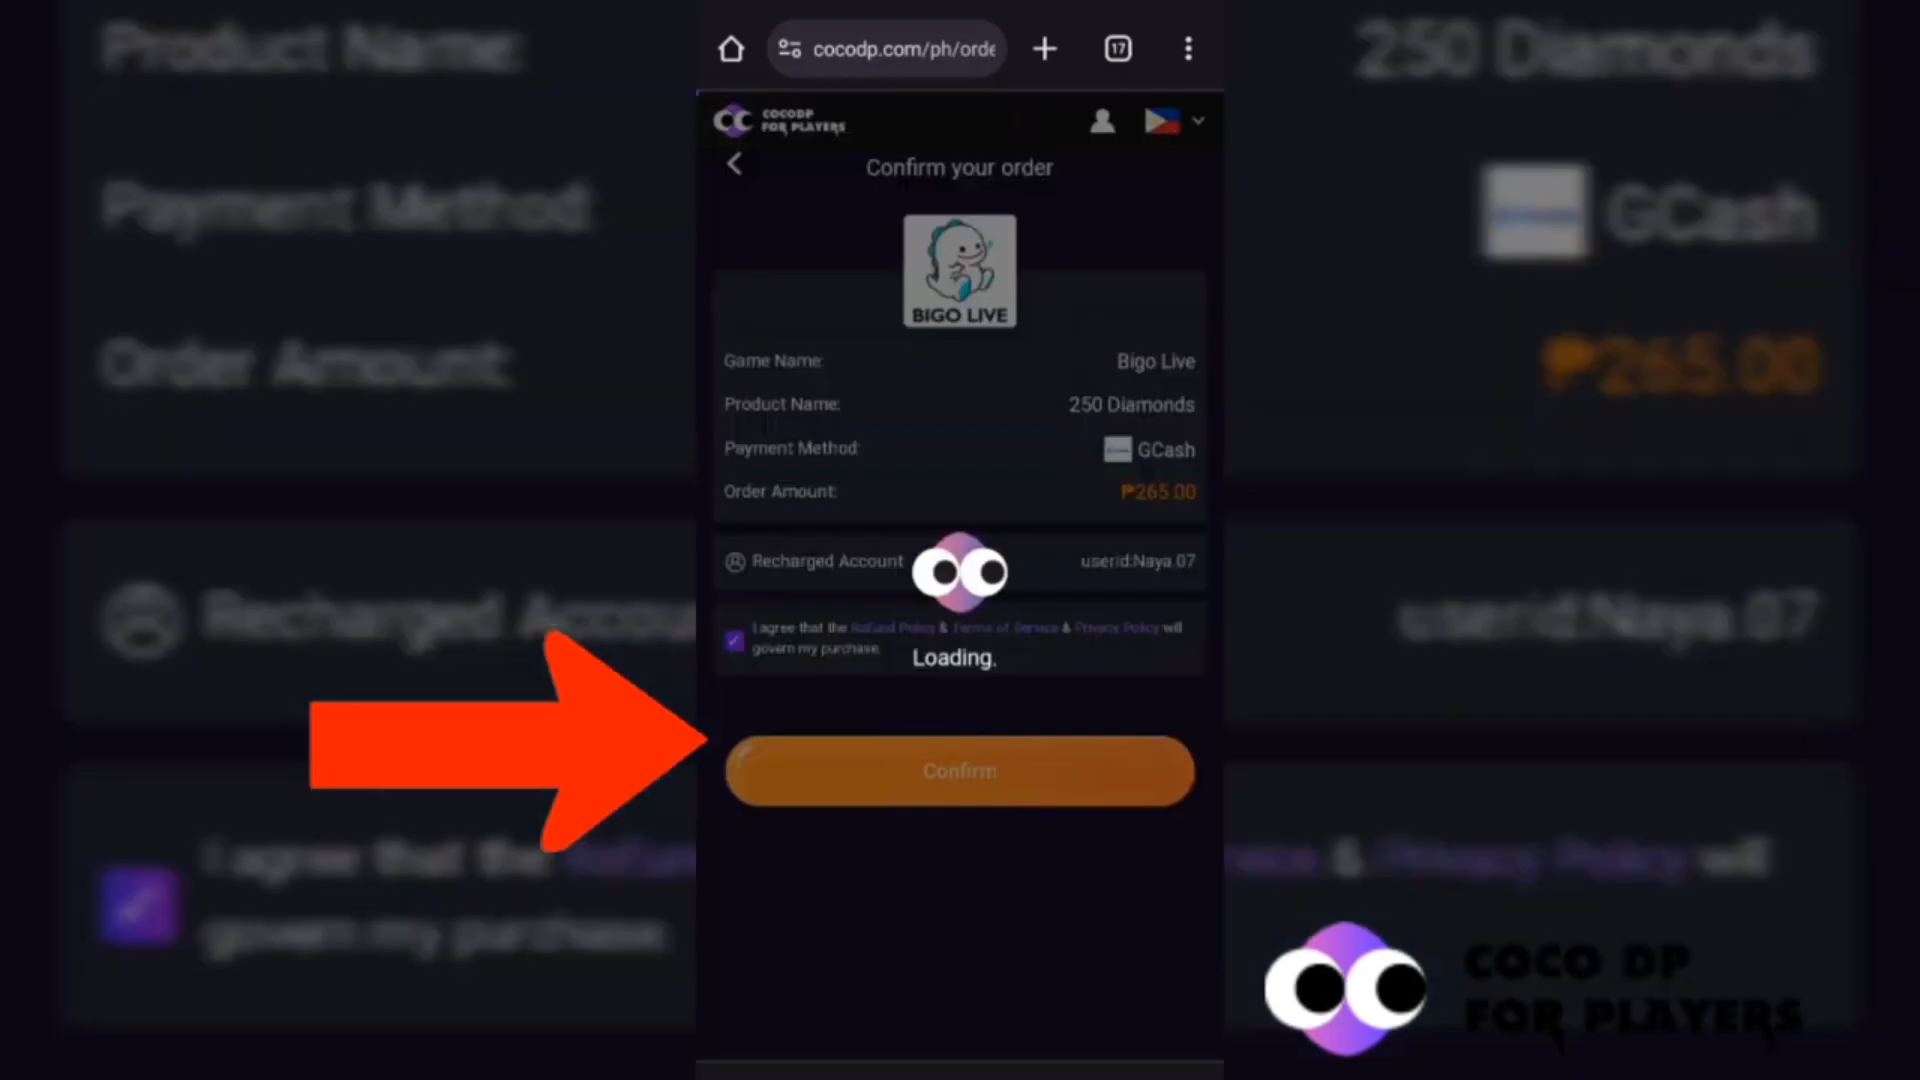 Product Name:
250 Diamonds
Payment Method:
GCash
Order Amount:
₱265.00
Recharged Accou
userid:Naya.07
I agree that the Refun
rvice & Privacy Policy will
govern my purchase.
17
cocodp.com/ph/orde
COCODP
FOR PLAYERS
Confirm your order
BIGO LIVE
Game Name:
Bigo Live
Product Name:
250 Diamonds
Payment Method:
GCash
Order Amount:
₱265.00
Recharged Account
userid:Naya.07
I agree that the Refund Policy & Terms of Service & Privacy Policy will
govern my purchase.
Loading.
Confirm
COCO DP
FOR PLAYERS